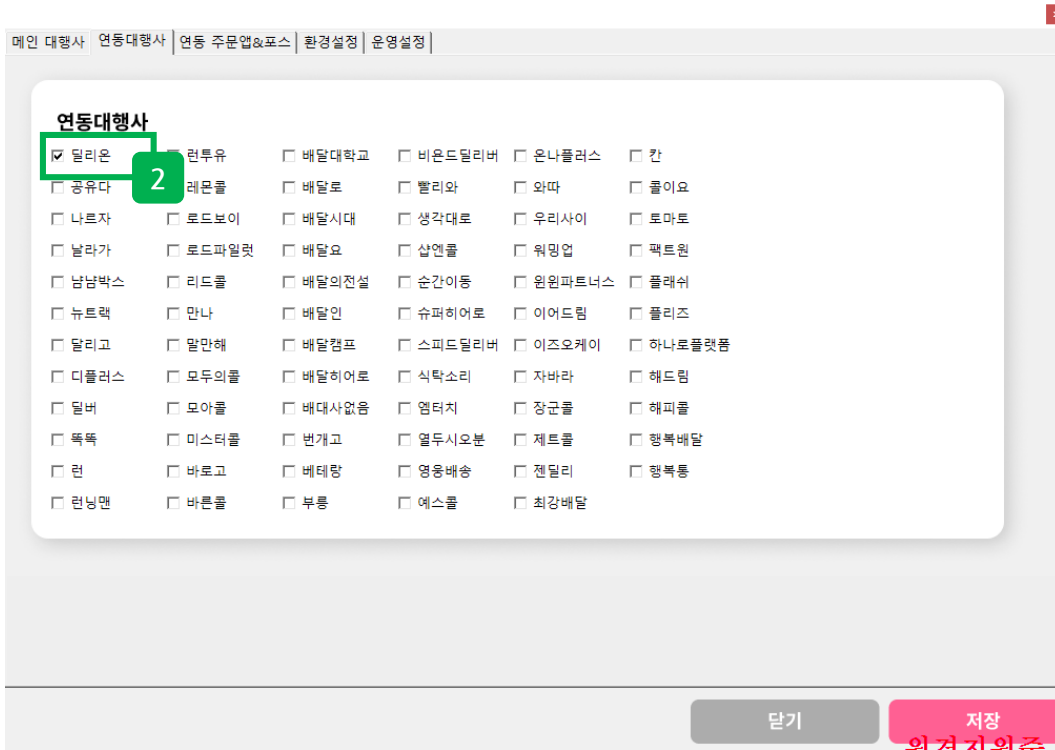 메인 대행사 연동대행사 연동 주문앱&포스 환경설정 운영설정
연동대행사
딜리온 런투유 배달대학교 비욘드딜리버 온나플러스 칸
2
공유다 레몬콜 배달로 빨리와 와따 콜이요
나르자 로드보이 배달시대 생각대로 우리사이 토마토
날라가 로드파일럿 배달요 샵엔콜 워밍업 팩트원
냠냠박스 리드콜 배달의전설 순간이동 윈윈파트너스 플래쉬
뉴트랙 만나 배달인 슈퍼히어로 이어드림 플리즈
달리고 말만해 배달캠프 스피드딜리버 이즈오케이 하나로플랫폼
디플러스 모두의콜 배달히어로 식탁소리 자바라 해드림
딜버 모아콜 배대사없음 엠터치 장군콜 해피콜
똑똑 미스터콜 번개고 열두시오분 제트콜 행복배달
런 바로고 베테랑 영웅배송 젠딜리 행복통
런닝맨 바른콜 부릉 예스콜 최강배달
닫기 저장
원격지원중